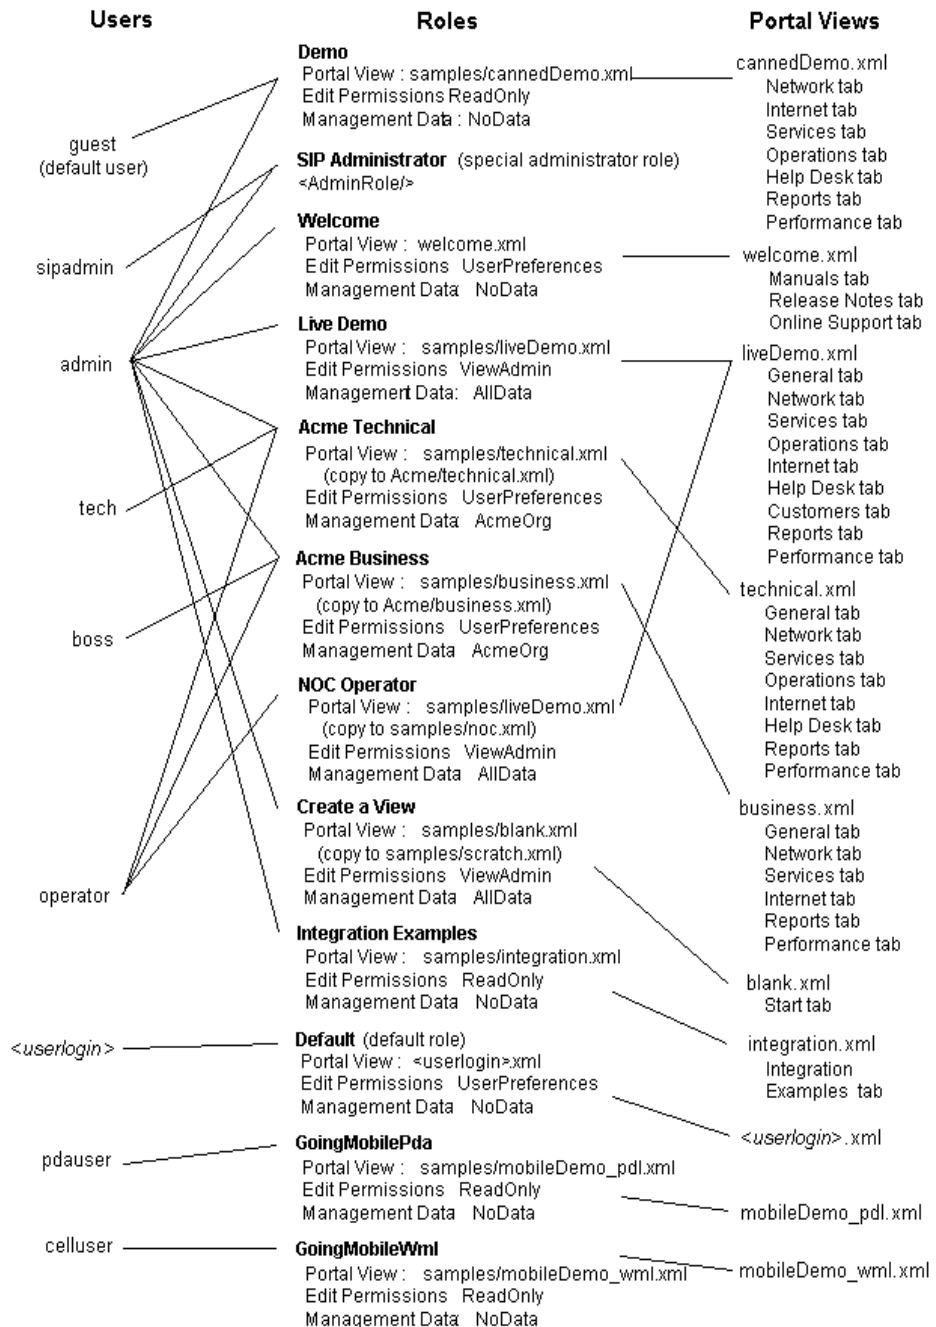 Users
Roles
Portal Views
guest
(default user)
sipadmin
admin
tech
boss
operator
<userlogin>
pdauser
celluser
Demo
Portal View : samples/cannedDemo.xml
Edit Permissions ReadOnly
Management Data : NoData
SIP Administrator (special administrator role)
<AdminRole/>
Welcome
Portal View : welcome.xml
Edit Permissions UserPreferences
Management Data: NoData
Live Demo
Portal View : samples/liveDemo.xml
Edit Permissions ViewAdmin
Management Data: AllData
Acme Technical
Portal View : samples/technical.xml
(copy to Acme/technical.xml)
Edit Permissions UserPreferences
Management Data: AcmeOrg
Acme Business
Portal View : samples/business.xml
(copy to Acme/business.xml)
Edit Permissions UserPreferences
Management Data AcmeOrg
NOC Operator
Portal View : samples/liveDemo.xml
(copy to samples/noc.xml)
Edit Permissions ViewAdmin
Management Data AllData
Create a View
Portal View : samples/blank.xml
(copy to samples/scratch.xml)
Edit Permissions ViewAdmin
Management Data AllData
Integration Examples
Portal View : samples/integration.xml
Edit Permissions ReadOnly
Management Data: NoData
Default (default role)
Portal View : <userlogin>.xml
Edit Permissions UserPreferences
Management Data NoData
GoingMobilePda
Portal View : samples/mobileDemo_pdl.xml
Edit Permissions ReadOnly
Management Data NoData
GoingMobileWml
Portal View : samples/mobileDemo_wml.xml
Edit Permissions ReadOnly
Management Data: NoData
cannedDemo.xml
Network tab
Internet tab
Services tab
Operations tab
Help Desk tab
Reports tab
Performance tab
welcome.xml
Manuals tab
Release Notes tab
Online Support tab
liveDemo.xml
General tab
Network tab
Services tab
Operations tab
Internet tab
Help Desk tab
Customers tab
Reports tab
Performance tab
technical.xml
General tab
Network tab
Services tab
Operations tab
Internet tab
Help Desk tab
Reports tab
Performance tab
business.xml
General tab
Network tab
Services tab
Internet tab
Reports tab
Performance tab
blank.xml
Start tab
integration.xml
Integration
Examples tab
<userlogin>.xml
mobileDemo_pdl.xml
mobileDemo_wml.xml